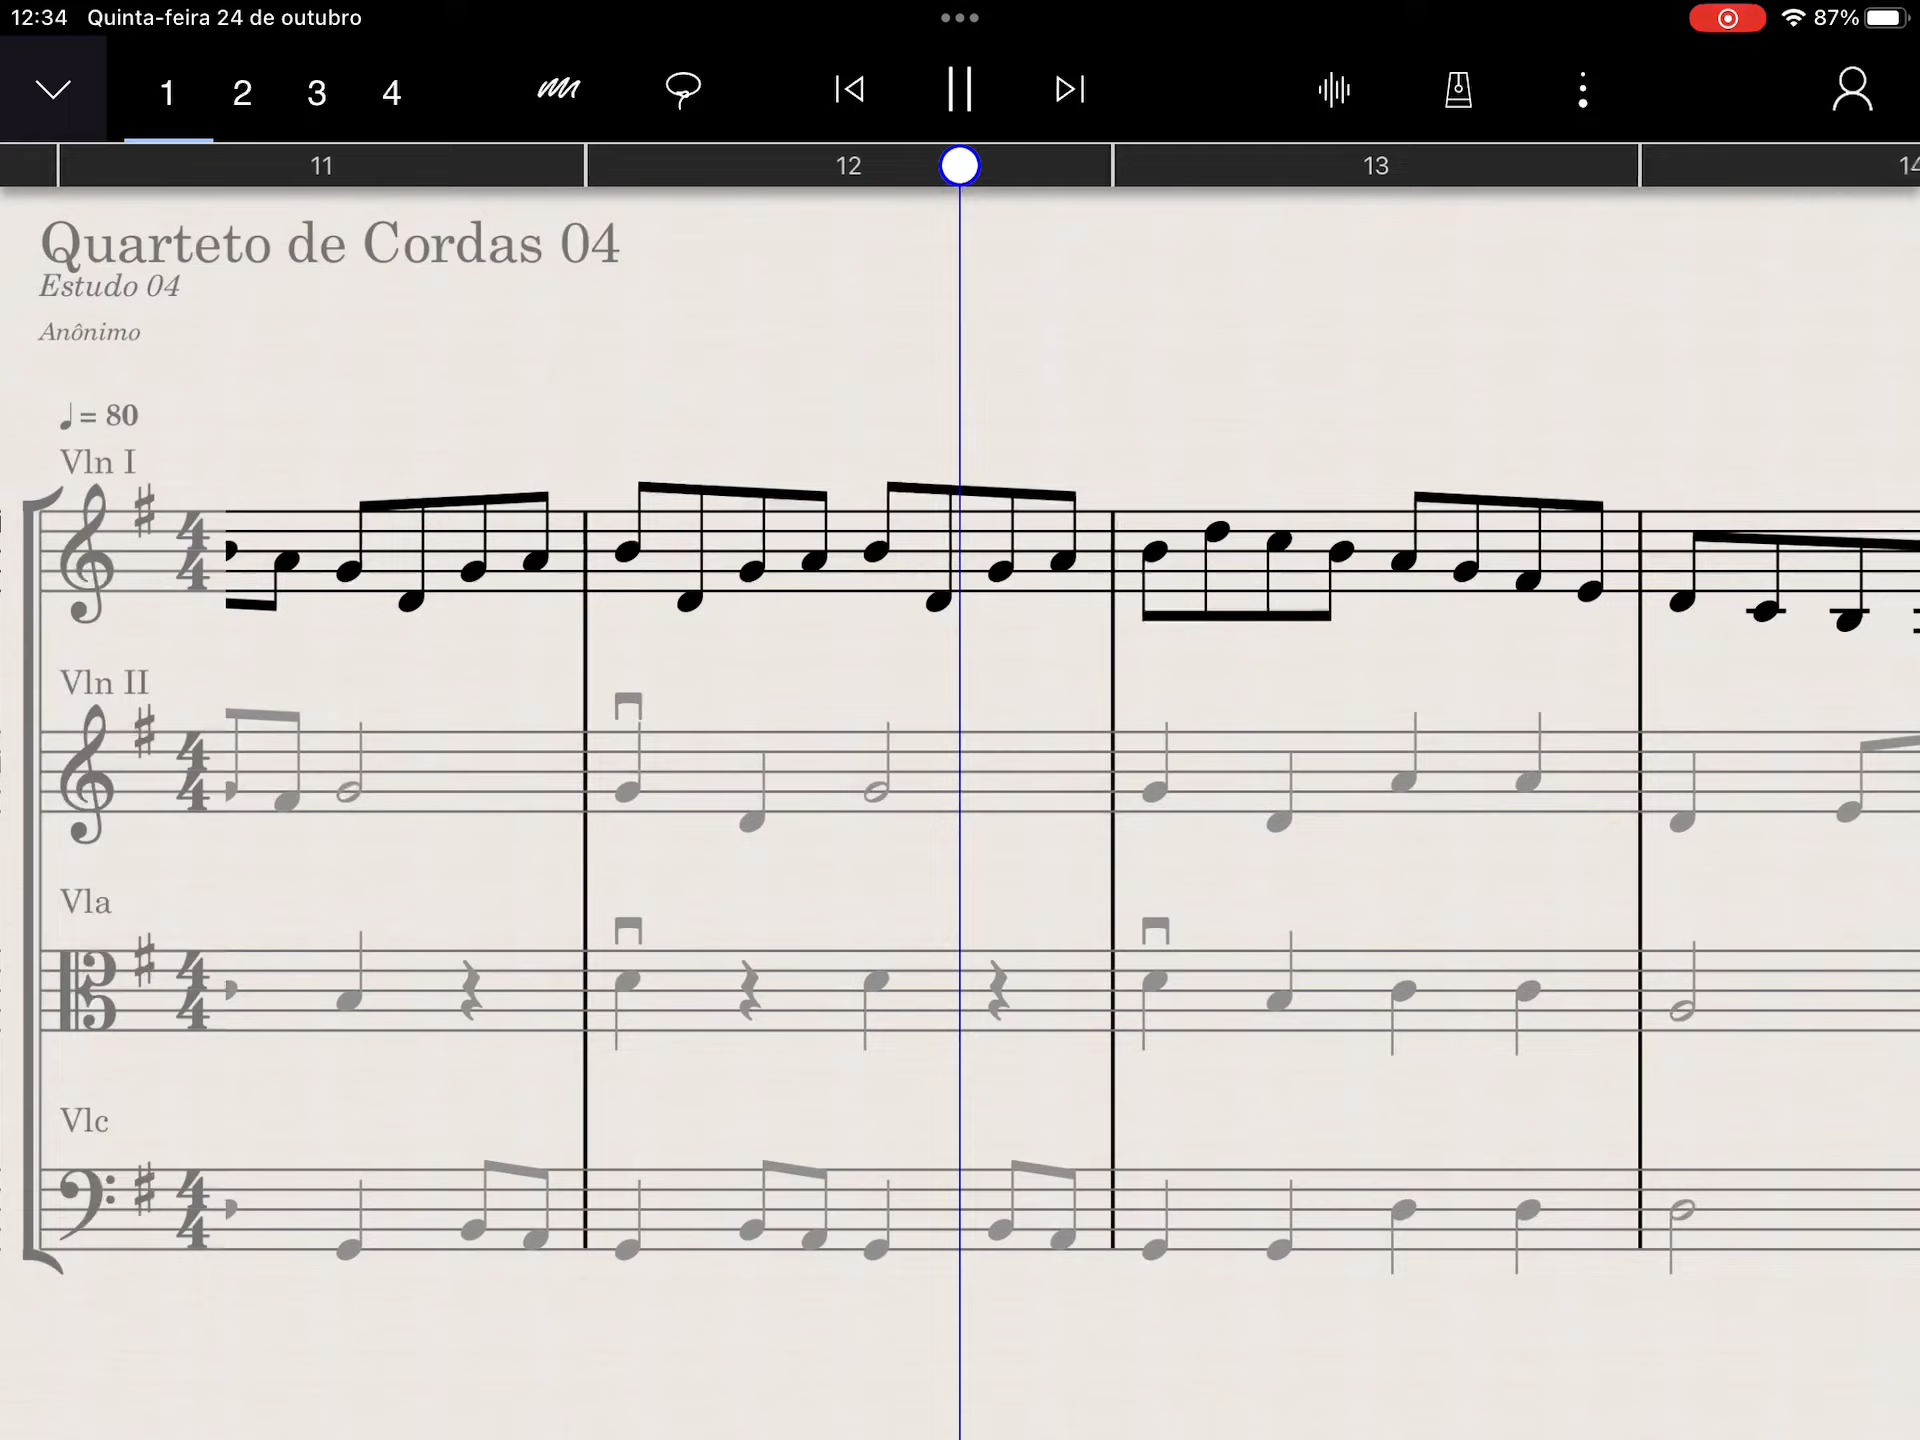 12:34 Quinta-feira 24 de outubro 87%
1 2 3 4
11 12 13 14
Quarteto de Cordas 04
Estudo 04
Anônimo
♩ = 80
Vln I
Vln II
Vla
Vlc